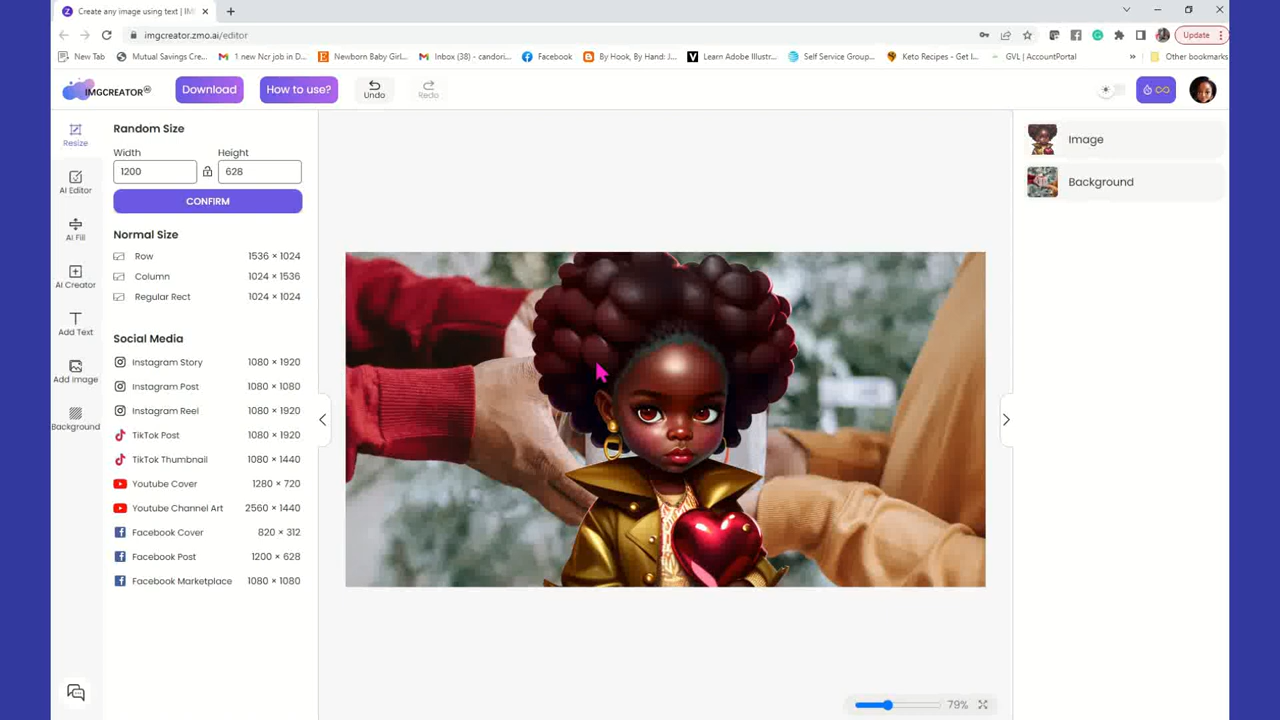 Create any image using text | IM
imgcreator.zmo.ai/editor
Update
New Tab
Mutual Savings Cre...
1 new Ncr job in D...
Newborn Baby Girl...
Inbox (38) - candori...
Facebook
By Hook, By Hand: J...
Learn Adobe Illustr...
Self Service Group...
Keto Recipes - Get I...
GVL | AccountPortal
»
Other bookmarks
IMGCREATOR AI
Download
How to use?
Undo
Redo
Resize
AI Editor
AI Fill
AI Creator
Add Text
Add image
Background
Random Size
Width
Height
1200
628
CONFIRM
Normal Size
Row 1536 × 1024
Column 1024 × 1536
Regular Rect 1024 × 1024
Social Media
Instagram Story 1080 × 1920
Instagram Post 1080 × 1080
Instagram Reel 1080 × 1920
TikTok Post 1080 × 1920
TikTok Thumbnail 1080 × 1440
Youtube Cover 1280 × 720
Youtube Channel Art 2560 × 1440
Facebook Cover 820 × 312
Facebook Post 1200 × 628
Facebook Marketplace 1080 × 1080
Image
Background
79%